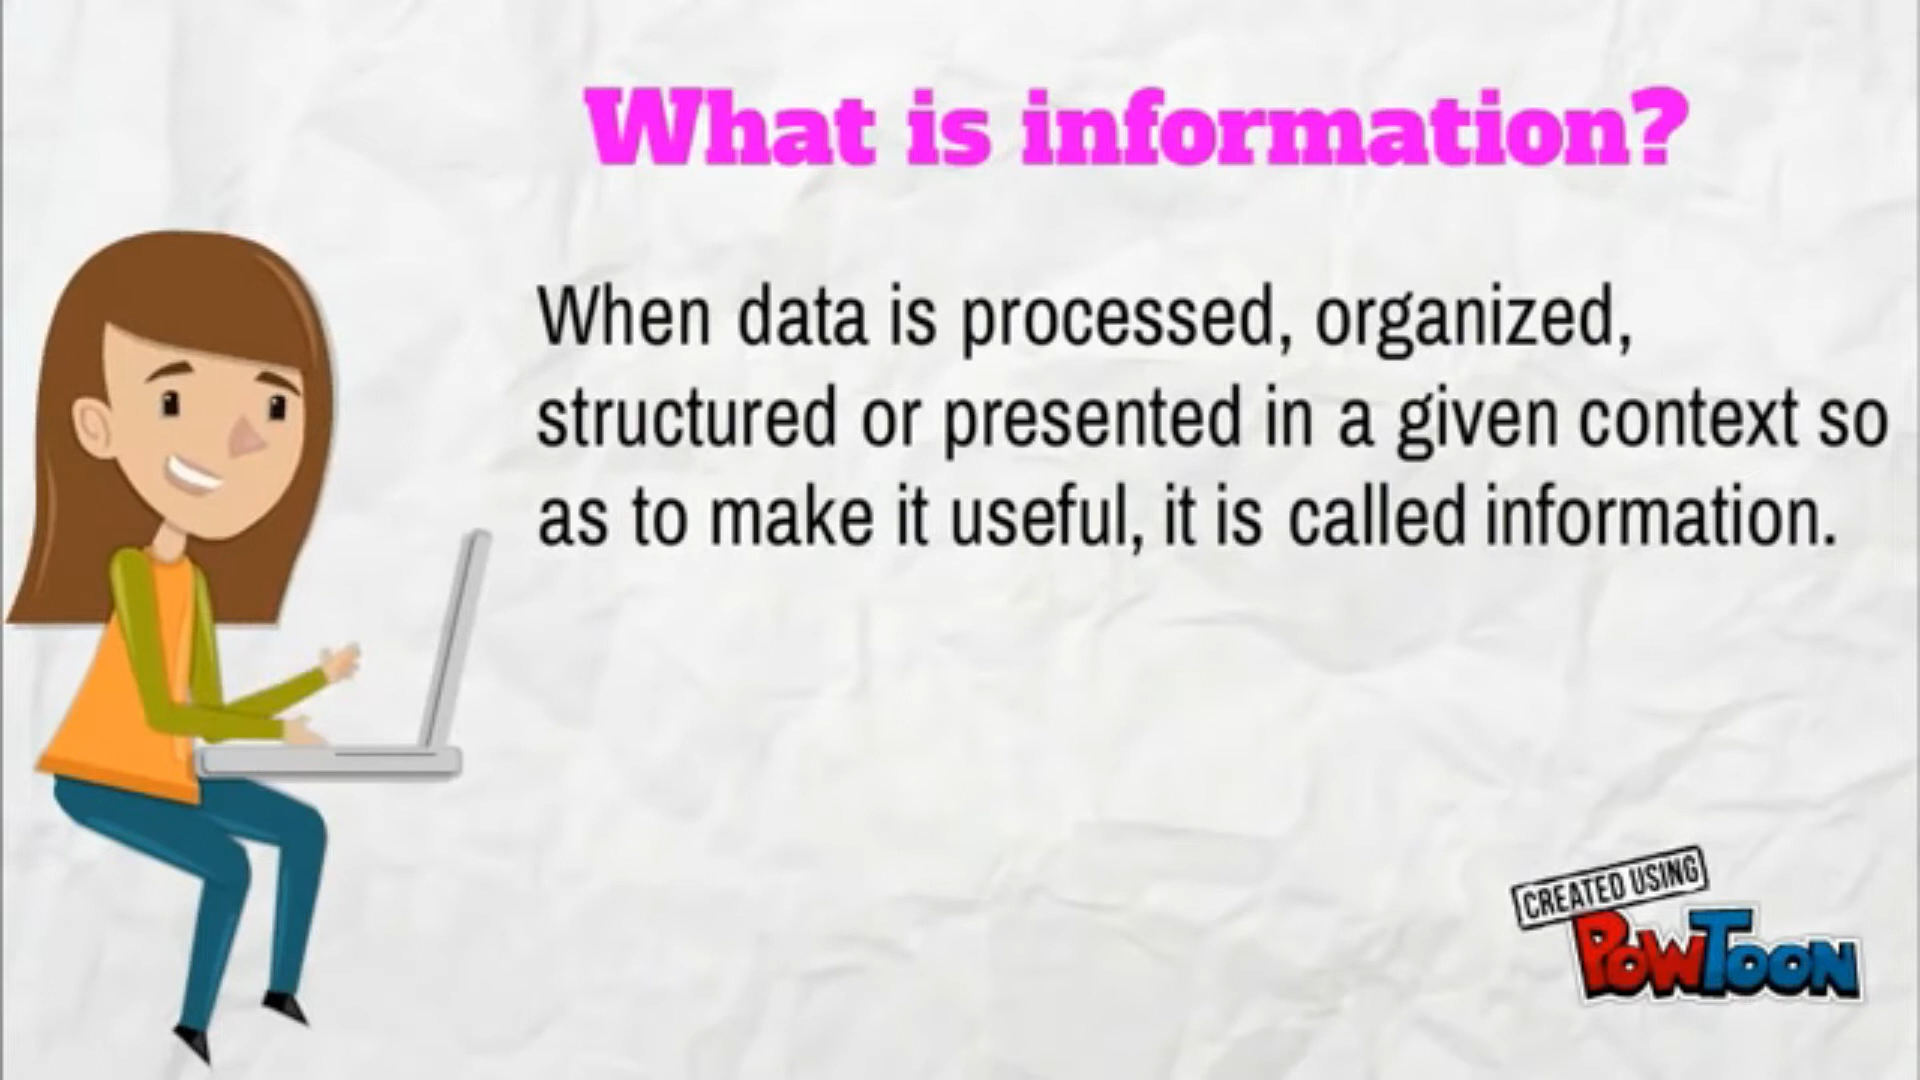 What is information?
When data is processed, organized,
structured or presented in a given context so
as to make it useful, it is called information.
CREATED USING
POWTOON